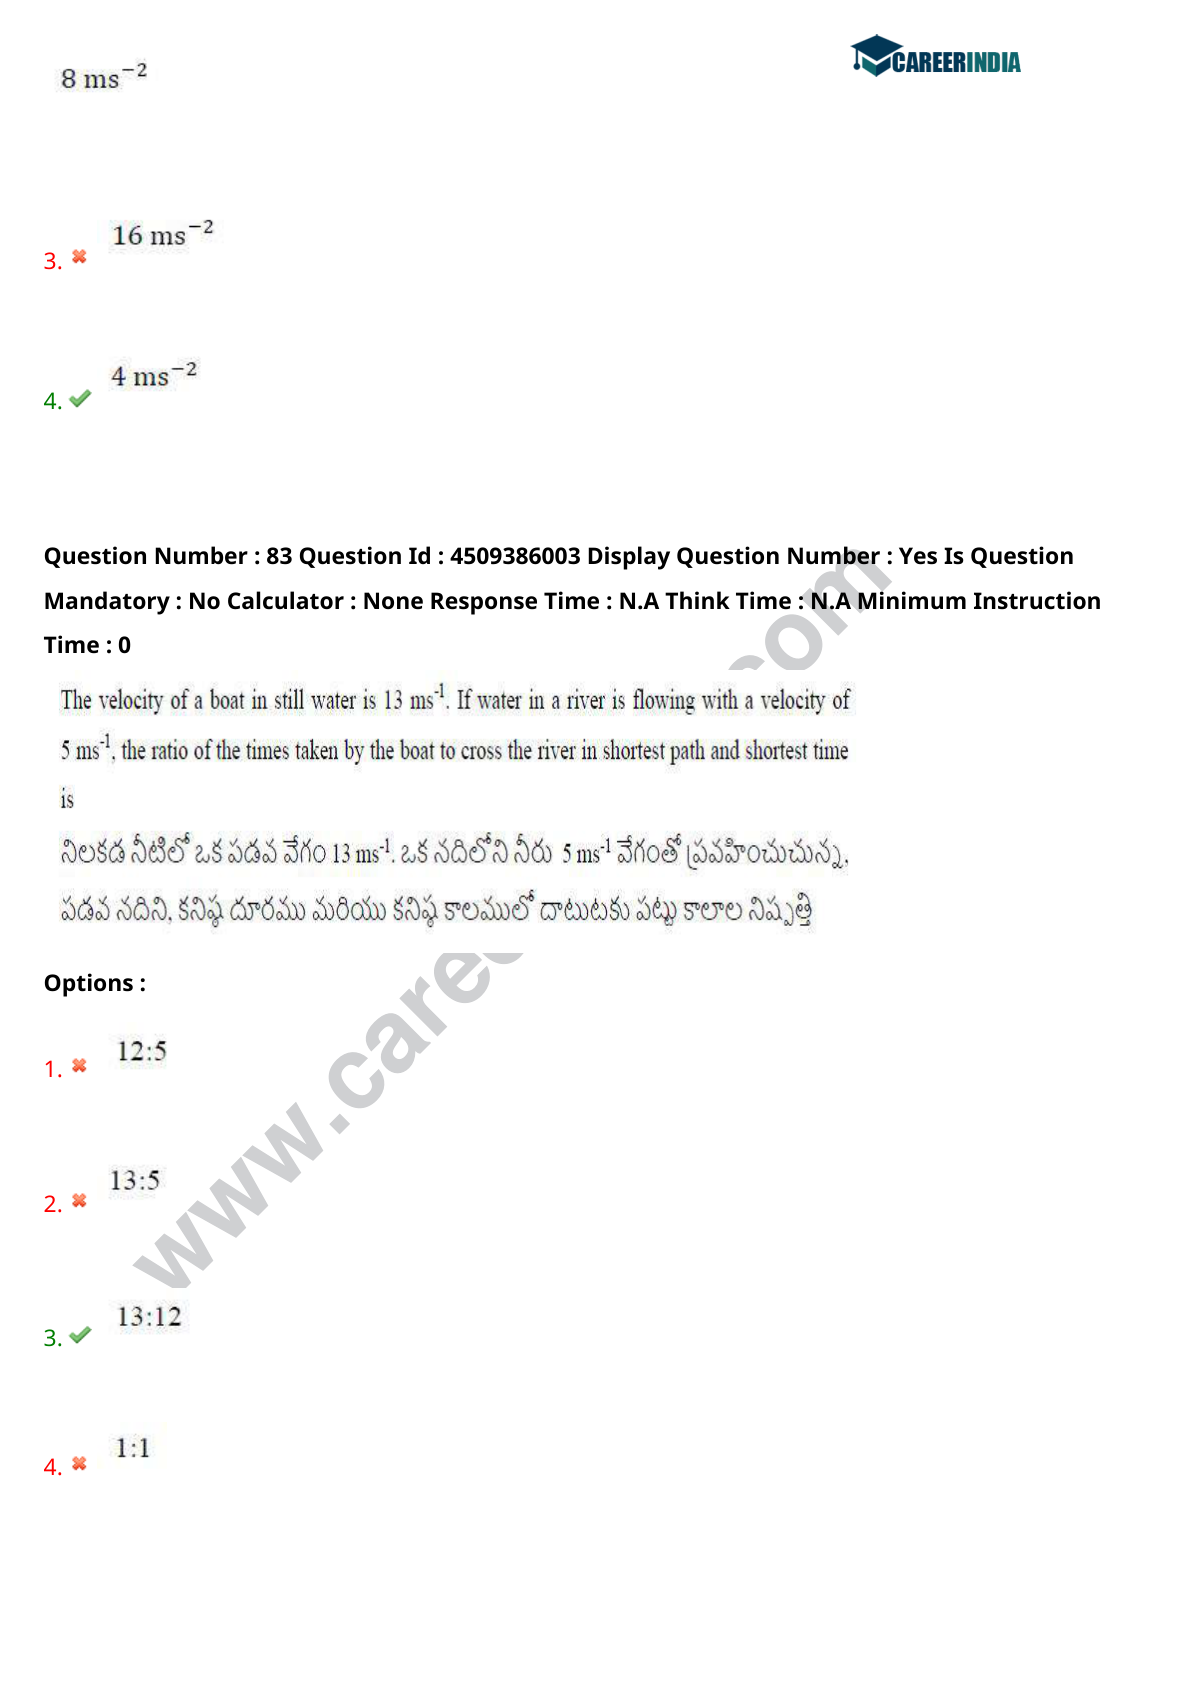 CAREERINDIA
8 ms⁻²
3. 16 ms⁻²
4. 4 ms⁻²
Question Number : 83 Question Id : 4509386003 Display Question Number : Yes Is Question
Mandatory : No Calculator : None Response Time : N.A Think Time : N.A Minimum Instruction
Time : 0
The velocity of a boat in still water is 13 ms⁻¹. If water in a river is flowing with a velocity of
5 ms⁻¹, the ratio of the times taken by the boat to cross the river in shortest path and shortest time
is
నిలకడ నీటిలో ఒక పడవ వేగం 13 ms⁻¹. ఒక నదిలోని నీరు 5 ms⁻¹ వేగంతో ప్రవహించుచున్న,
పడవ నదిని, కనిష్ఠ దూరము మరియు కనిష్ఠ కాలములో దాటుటకు పట్టు కాలాల నిష్పత్తి
Options :
1. 12:5
2. 13:5
3. 13:12
4. 1:1